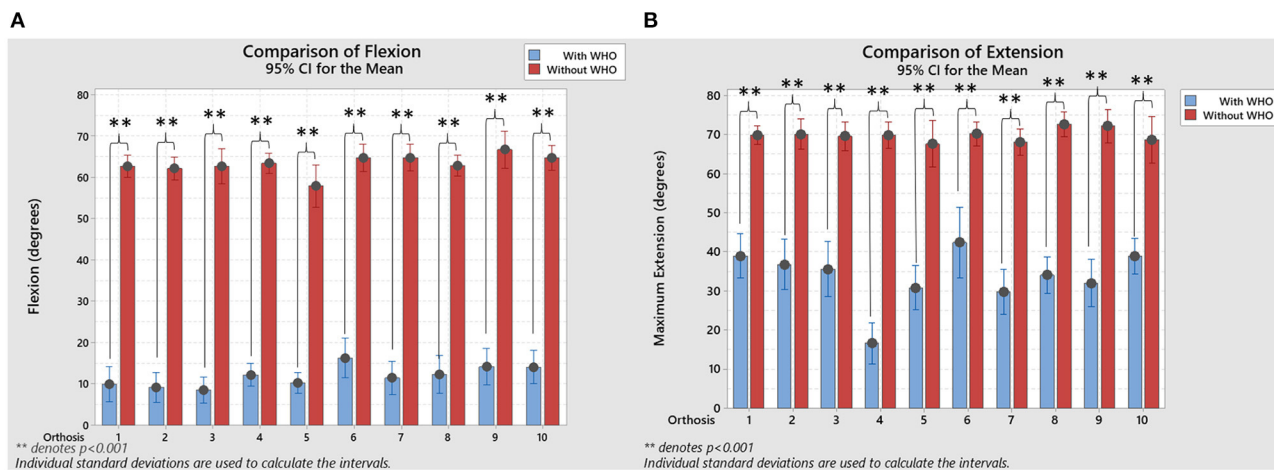 A
Comparison of Flexion
95% CI for the Mean
With WHO
Without WHO
Flexion (degrees)
80
70
60
50
40
30
20
10
0
** ** ** ** ** ** ** ** ** **
Orthosis 1 2 3 4 5 6 7 8 9 10
** denotes p<0.001
Individual standard deviations are used to calculate the intervals.
B
Comparison of Extension
95% CI for the Mean
With WHO
Without WHO
Maximum Extension (degrees)
80
70
60
50
40
30
20
10
0
** ** ** ** ** ** ** ** ** **
Orthosis 1 2 3 4 5 6 7 8 9 10
** denotes p<0.001
Individual standard deviations are used to calculate the intervals.